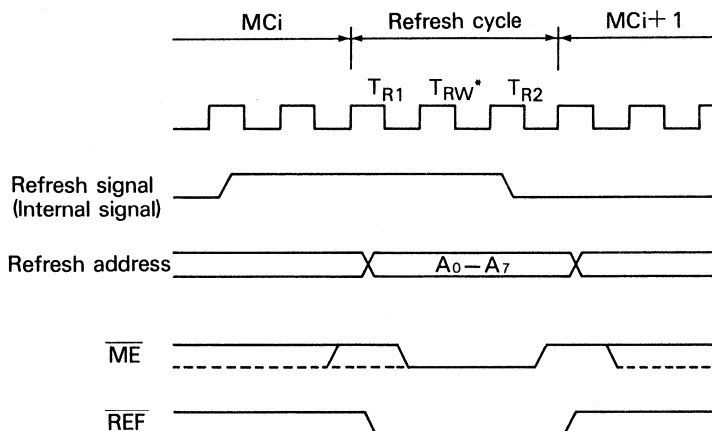 MCi Refresh cycle MCi+1
TR1 TRW* TR2
Refresh signal
(Internal signal)
Refresh address A0–A7
ME
REF